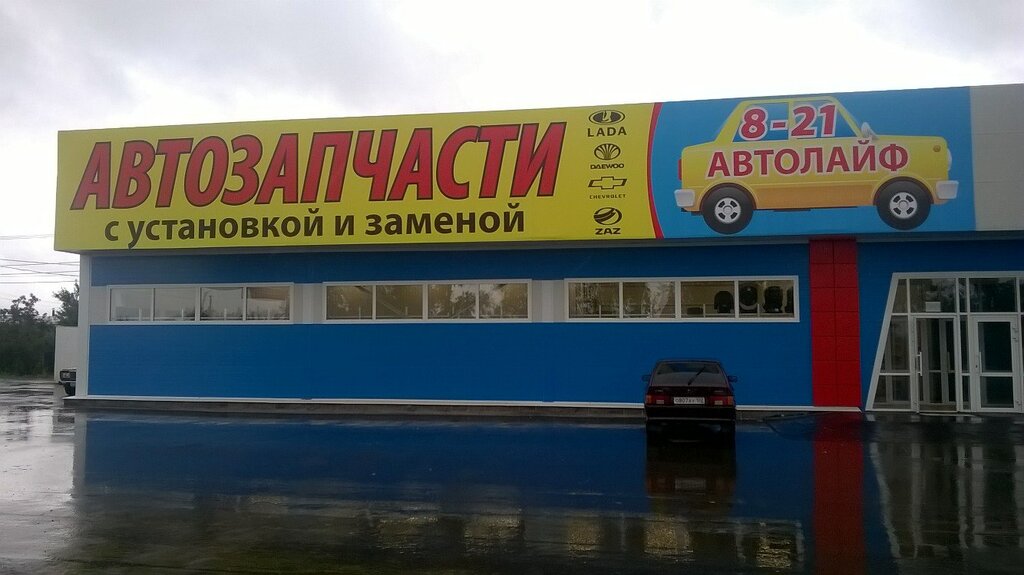 АВТОЗАПЧАСТИ
с установкой и заменой
LADA
DAEWOO
CHEVROLET
ZAZ
8-21
АВТОЛАЙФ